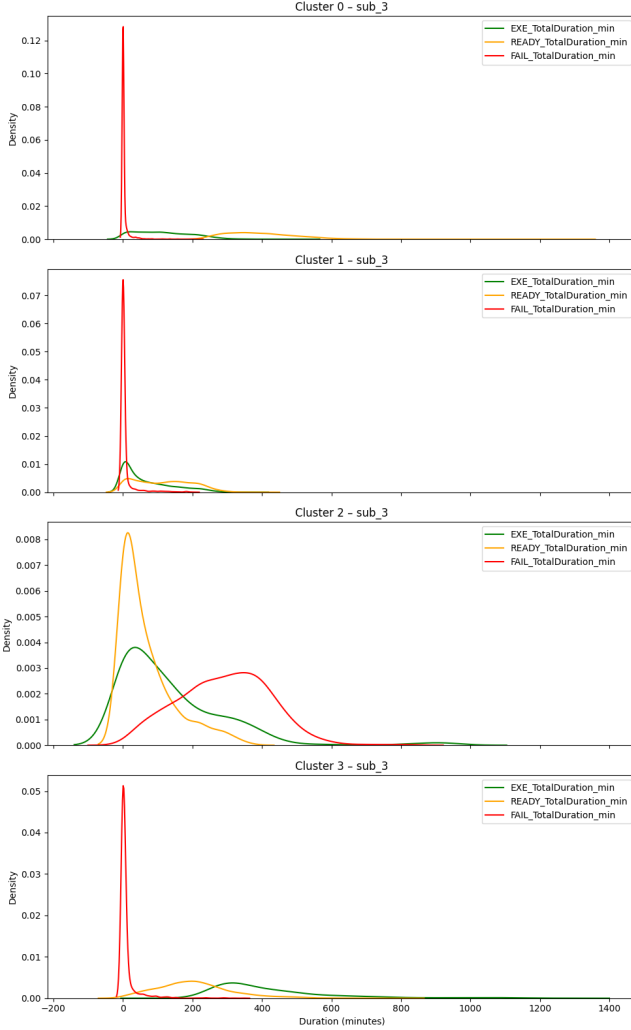 Cluster 0 – sub_3
EXE_TotalDuration_min
READY_TotalDuration_min
FAIL_TotalDuration_min
Density
0.12
0.10
0.08
0.06
0.04
0.02
0.00
Cluster 1 – sub_3
EXE_TotalDuration_min
READY_TotalDuration_min
FAIL_TotalDuration_min
Density
0.07
0.06
0.05
0.04
0.03
0.02
0.01
0.00
Cluster 2 – sub_3
EXE_TotalDuration_min
READY_TotalDuration_min
FAIL_TotalDuration_min
Density
0.008
0.007
0.006
0.005
0.004
0.003
0.002
0.001
0.000
Cluster 3 – sub_3
EXE_TotalDuration_min
READY_TotalDuration_min
FAIL_TotalDuration_min
Density
0.05
0.04
0.03
0.02
0.01
0.00
−200 0 200 400 600 800 1000 1200 1400
Duration (minutes)